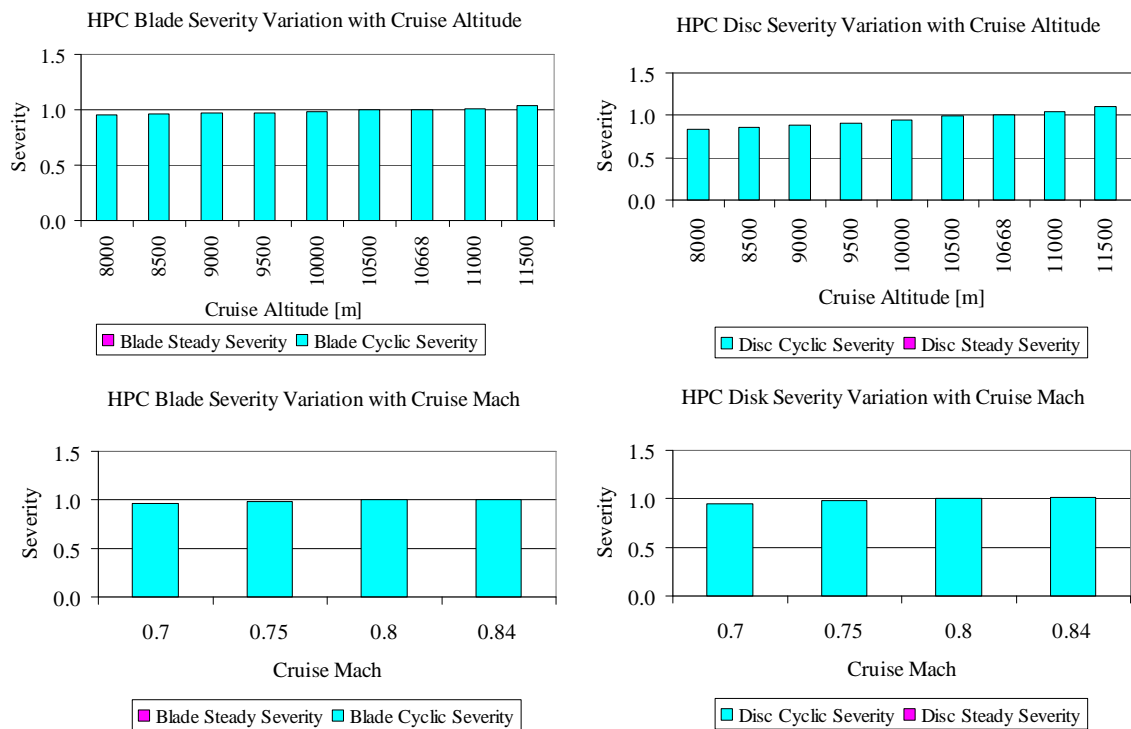 HPC Blade Severity Variation with Cruise Altitude
1.5
1.0
0.5
0.0
Severity
8000
8500
9000
9500
10000
10500
10668
11000
11500
Cruise Altitude [m]
Blade Steady Severity Blade Cyclic Severity
HPC Disc Severity Variation with Cruise Altitude
1.5
1.0
0.5
0.0
Severity
8000
8500
9000
9500
10000
10500
10668
11000
11500
Cruise Altitude [m]
Disc Cyclic Severity Disc Steady Severity
HPC Blade Severity Variation with Cruise Mach
1.5
1.0
0.5
0.0
Severity
0.7 0.75 0.8 0.84
Cruise Mach
Blade Steady Severity Blade Cyclic Severity
HPC Disk Severity Variation with Cruise Mach
1.5
1.0
0.5
0.0
Severity
0.7 0.75 0.8 0.84
Cruise Mach
Disc Cyclic Severity Disc Steady Severity